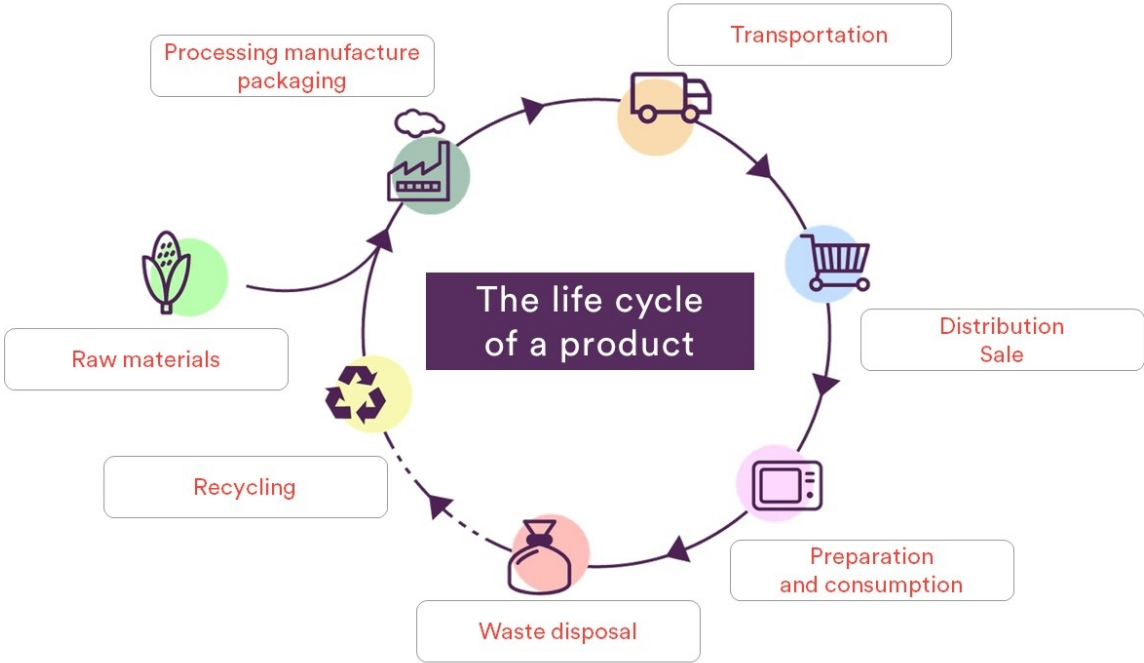 Transportation
Processing manufacture
packaging
The life cycle
of a product
Distribution
Sale
Raw materials
Recycling
Preparation
and consumption
Waste disposal